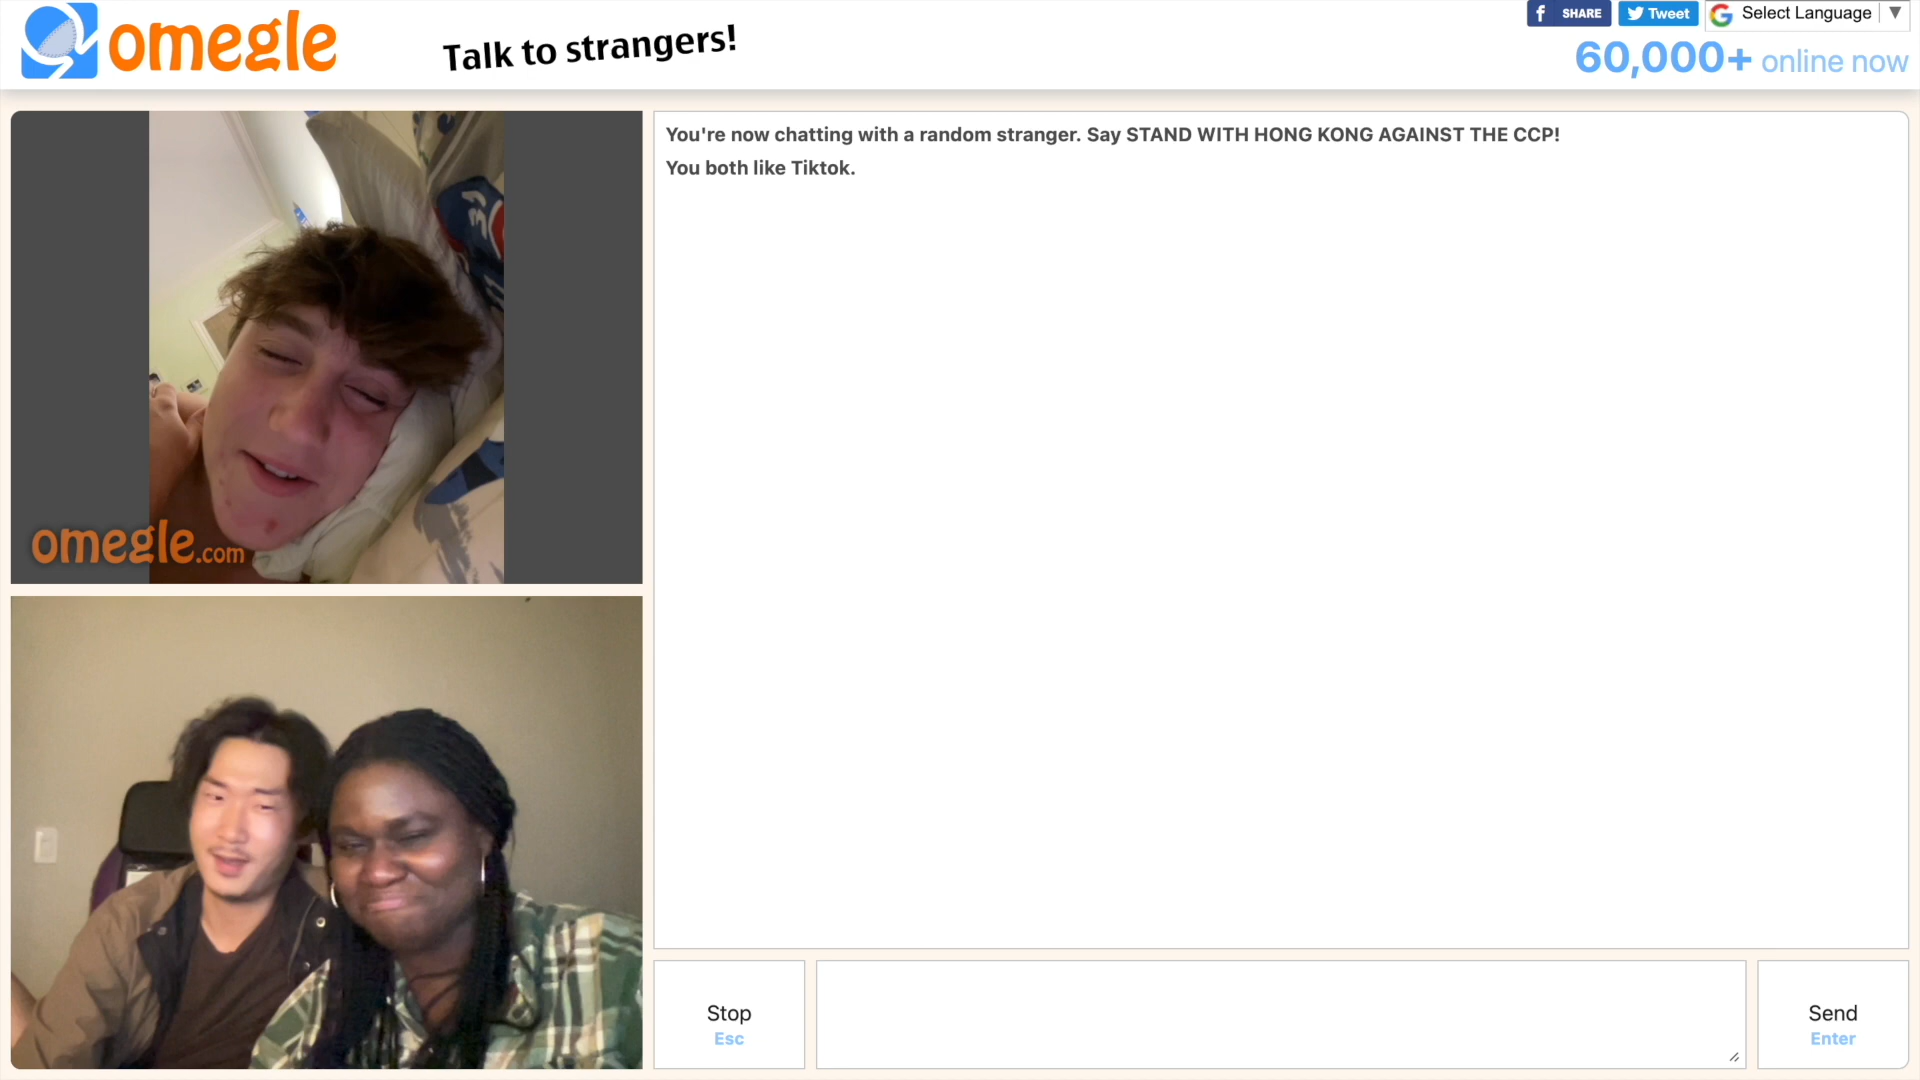 omegle
Talk to strangers!
f SHARE
Tweet
G Select Language ▼
60,000+ online now
You're now chatting with a random stranger. Say STAND WITH HONG KONG AGAINST THE CCP!
You both like Tiktok.
omegle.com
Stop
Esc
Send
Enter